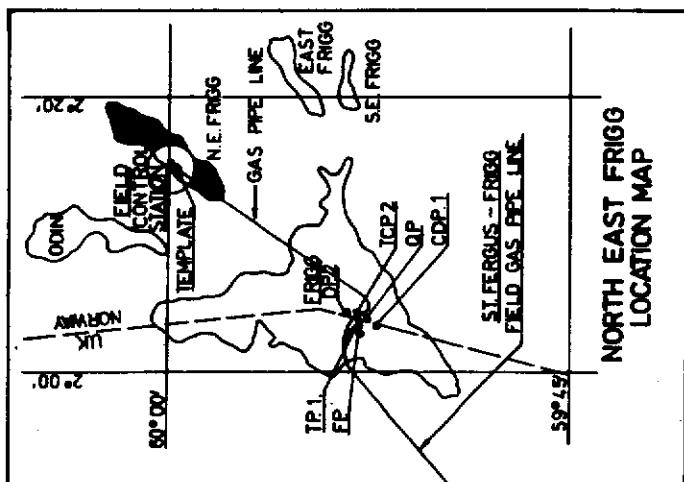 ODIN
UK
NORWAY
60°00'
2°20'
2°00'
59°45'
FIELD
CONTROL
STATION
TEMPLATE
N.E. FRIGG
GAS PIPE LINE
EAST
FRIGG
S.E. FRIGG
FRIGG
DP2
TCP.2
QP
CDP.1
TP.1.
FP
ST. FERGUS - FRIGG
FIELD GAS PIPE LINE
NORTH EAST FRIGG
LOCATION MAP